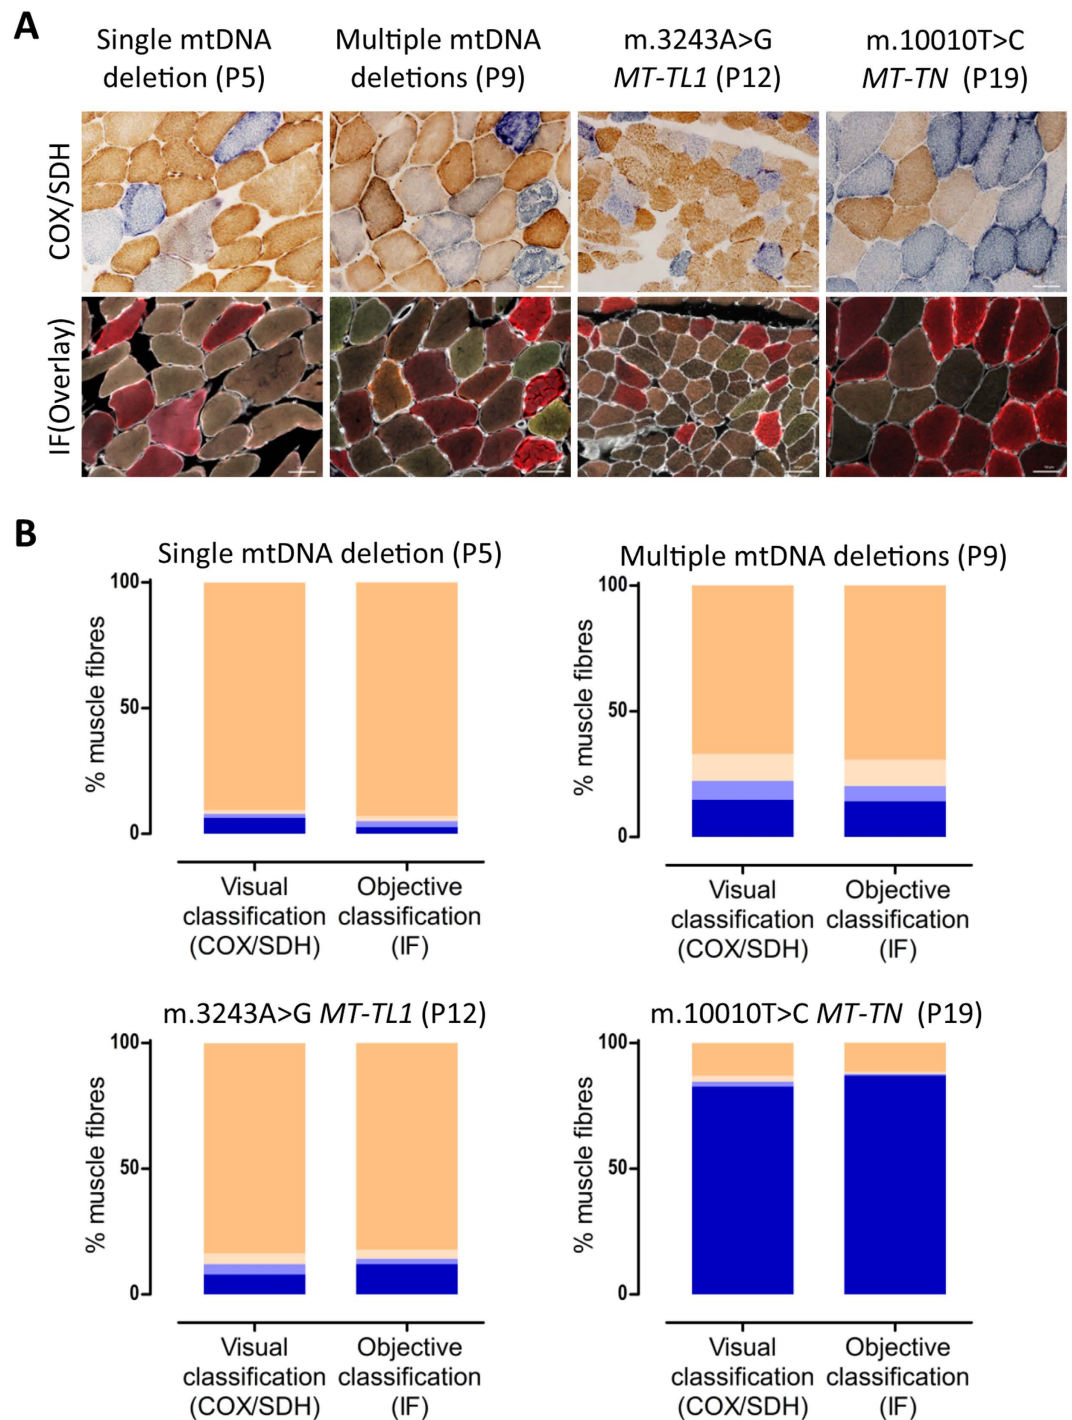 A
Single mtDNA
deletion (P5)
Multiple mtDNA
deletions (P9)
m.3243A>G
MT-TL1 (P12)
m.10010T>C
MT-TN (P19)
COX/SDH
IF(Overlay)
B
Single mtDNA deletion (P5)
% muscle fibres
100
50
0
Visual
classification
(COX/SDH)
Objective
classification
(IF)
Multiple mtDNA deletions (P9)
% muscle fibres
100
50
0
Visual
classification
(COX/SDH)
Objective
classification
(IF)
m.3243A>G MT-TL1 (P12)
% muscle fibres
100
50
0
Visual
classification
(COX/SDH)
Objective
classification
(IF)
m.10010T>C MT-TN (P19)
% muscle fibres
100
50
0
Visual
classification
(COX/SDH)
Objective
classification
(IF)